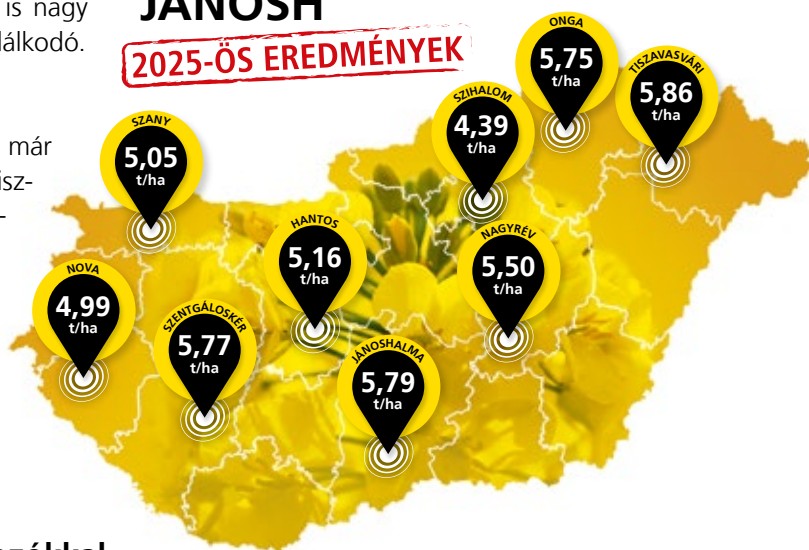 is nagy
JÁNOSH
2025-ÖS EREDMÉNYEK
már
ONGA
5,75
t/ha
TISZAVASVÁRI
5,86
t/ha
SZIHALOM
4,39
t/ha
SZANY
5,05
t/ha
HANTOS
5,16
t/ha
NAGYRÉV
5,50
t/ha
NOVA
4,99
t/ha
SZENTGÁLOSKÉR
5,77
t/ha
JÁNOSHALMA
5,79
t/ha